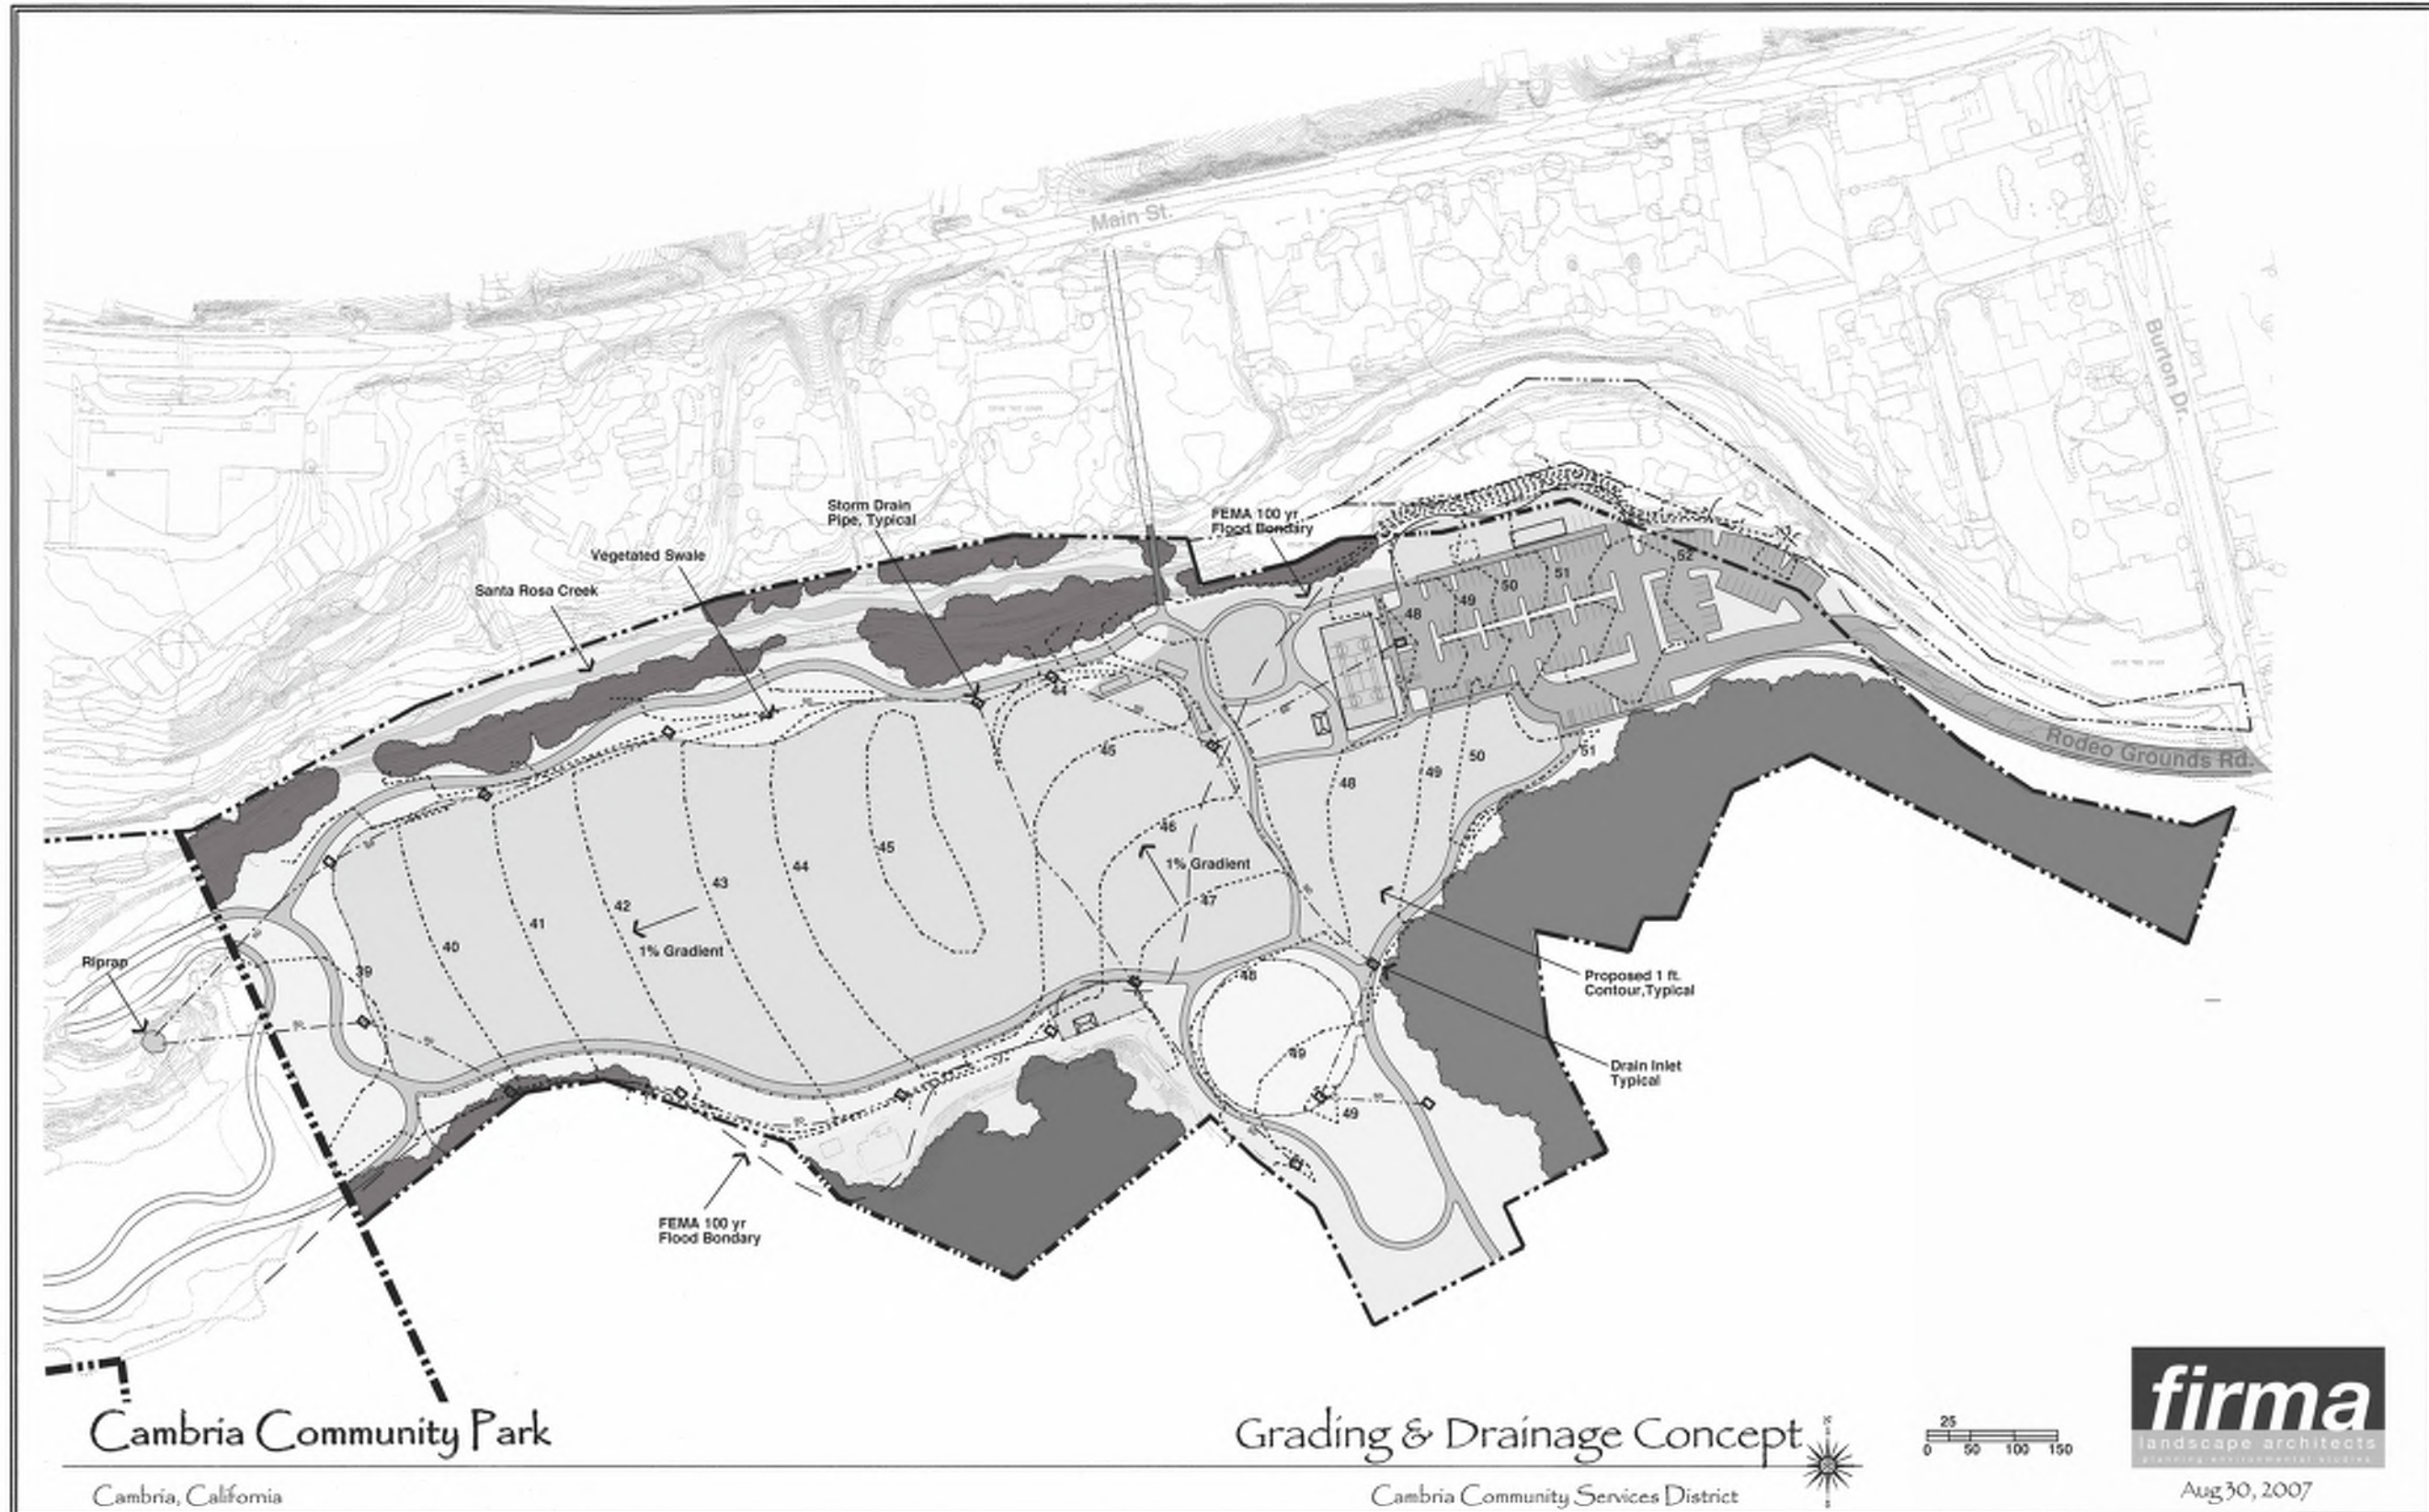 Main St.
Burton Dr.
Storm Drain
Pipe, Typical
FEMA 100 yr
Flood Bondary
Vegetated Swale
Santa Rosa Creek
52
51
50
49
48
44
Rodeo Grounds Rd.
45
51
50
49
48
46
45
44
43
42
41
40
39
1% Gradient
47
1% Gradient
Riprap
48
Proposed 1 ft.
Contour,Typical
49
Drain Inlet
Typical
49
FEMA 100 yr
Flood Bondary
Cambria Community Park
Grading & Drainage Concept
25
0 50 100 150
firma
landscape architects
planning·environmental studies
Cambria, California
Cambria Community Services District
Aug 30, 2007